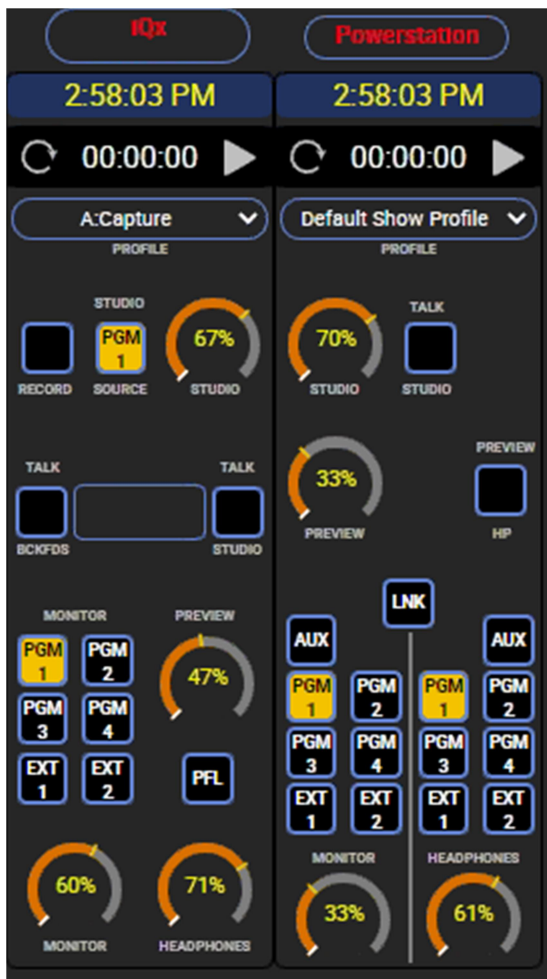 iQx
2:58:03 PM
00:00:00
A:Capture
PROFILE
STUDIO
PGM 1
67%
RECORD
SOURCE
STUDIO
TALK
TALK
BCKFDS
STUDIO
MONITOR
PREVIEW
PGM 1
PGM 2
47%
PGM 3
PGM 4
EXT 1
EXT 2
PFL
60%
71%
MONITOR
HEADPHONES
Powerstation
2:58:03 PM
00:00:00
Default Show Profile
PROFILE
TALK
70%
STUDIO
STUDIO
PREVIEW
33%
PREVIEW
HP
LNK
AUX
AUX
PGM 1
PGM 2
PGM 1
PGM 2
PGM 3
PGM 4
PGM 3
PGM 4
EXT 1
EXT 2
EXT 1
EXT 2
MONITOR
HEADPHONES
33%
61%